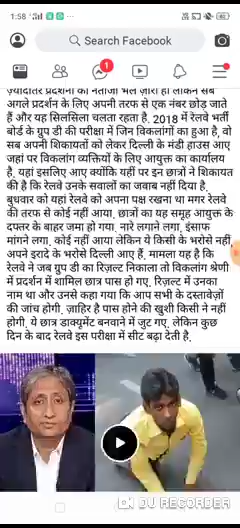 1:58
55
Search Facebook
1
ज़्यादातर प्रदर्शनों का नतीजा भले ज़ीरो हो लेकिन सब
अगले प्रदर्शन के लिए अपनी तरफ से एक नंबर छोड़ जाते
हैं और यह सिलसिला चलता रहता है. 2018 में रेलवे भर्ती
बोर्ड के ग्रुप डी की परीक्षा में जिन विकलांगों का हुआ है, वो
सब अपनी शिकायतों को लेकर दिल्ली के मंडी हाउस आए
जहां पर विकलांग व्यक्तियों के लिए आयुक्त का कार्यालय
है. यहां इसलिए आए क्योंकि यहीं पर इन छात्रों ने शिकायत
की है कि रेलवे उनके सवालों का जवाब नहीं दिया है.
बुधवार को यहां रेलवे को अपना पक्ष रखना था मगर रेलवे
की तरफ से कोई नहीं आया. छात्रों का यह समूह आयुक्त के
दफ्तर के बाहर जमा हो गया. नारे लगाने लगा. इंसाफ
मांगने लगा. कोई नहीं आया लेकिन ये किसी के भरोसे नहीं,
अपने इरादे के भरोसे दिल्ली आए हैं. मामला यह है कि
रेलवे ने जब ग्रुप डी का रिज़ल्ट निकाला तो विकलांग श्रेणी
में प्रदर्शन में शामिल छात्र पास हो गए. रिज़ल्ट में उनका
नाम था और उनसे कहा गया कि आप सभी के दस्तावेज़ों
की जांच होगी. ज़ाहिर है पास होने की खुशी किसी ने नहीं
होगी. ये छात्र डाक्यूमेंट बनवाने में जुट गए. लेकिन कुछ
दिन के बाद रेलवे इस परीक्षा में सीट बढ़ा देती है.
DU RECORDER